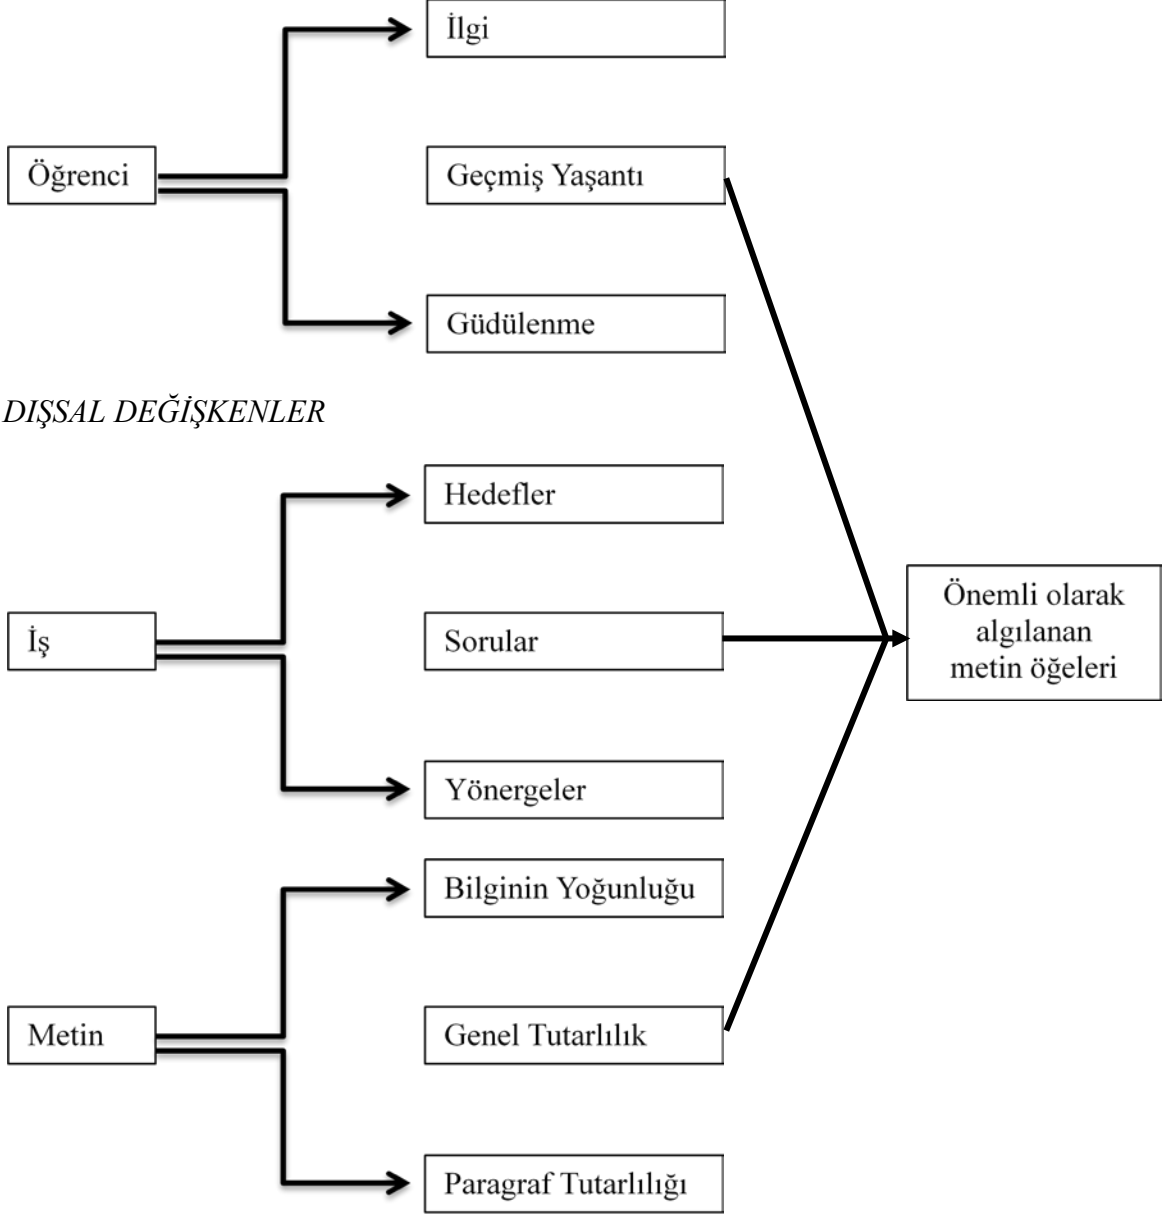 İlgi
Öğrenci
Geçmiş Yaşantı
Güdülenme
DIŞSAL DEĞİŞKENLER
Hedefler
İş
Sorular
Önemli olarak
algılanan
metin öğeleri
Yönergeler
Bilginin Yoğunluğu
Metin
Genel Tutarlılık
Paragraf Tutarlılığı